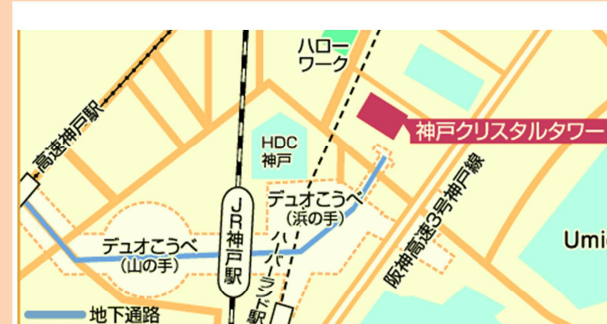 ハロー
ワーク
神戸クリスタルタワー
高速神戸駅
HDC
神戸
デュオこうべ
(浜の手)
JR神戸駅
阪神高速3号神戸線
デュオこうべ
(山の手)
ハーバーランド駅
地下通路